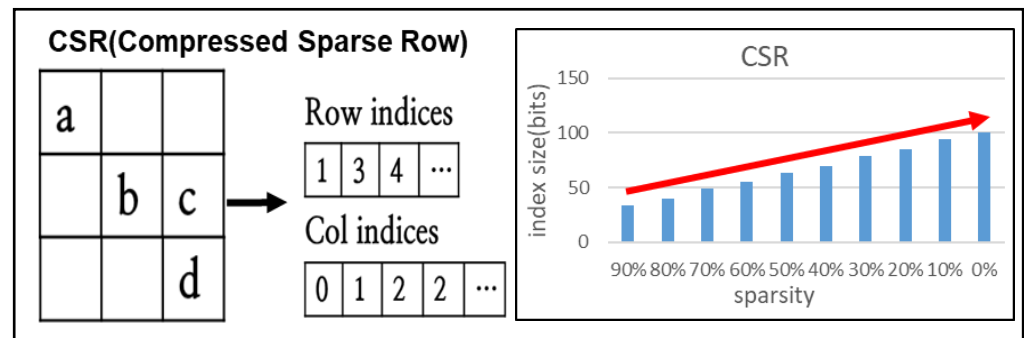 CSR(Compressed Sparse Row)
a
b c
d
Row indices
1 3 4 ...
Col indices
0 1 2 2 ...
CSR
index size(bits)
150
100
50
0
90% 80% 70% 60% 50% 40% 30% 20% 10% 0%
sparsity